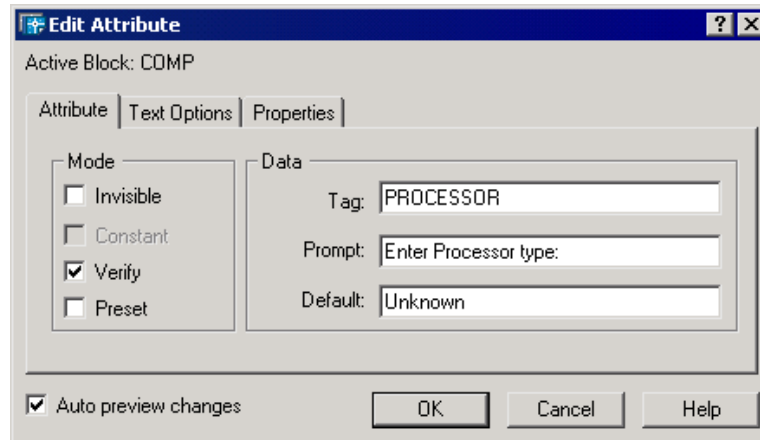 Edit Attribute
Active Block: COMP
Attribute Text Options Properties
Mode
Invisible
Constant
Verify
Preset
Data
Tag: PROCESSOR
Prompt: Enter Processor type:
Default: Unknown
Auto preview changes
OK Cancel Help